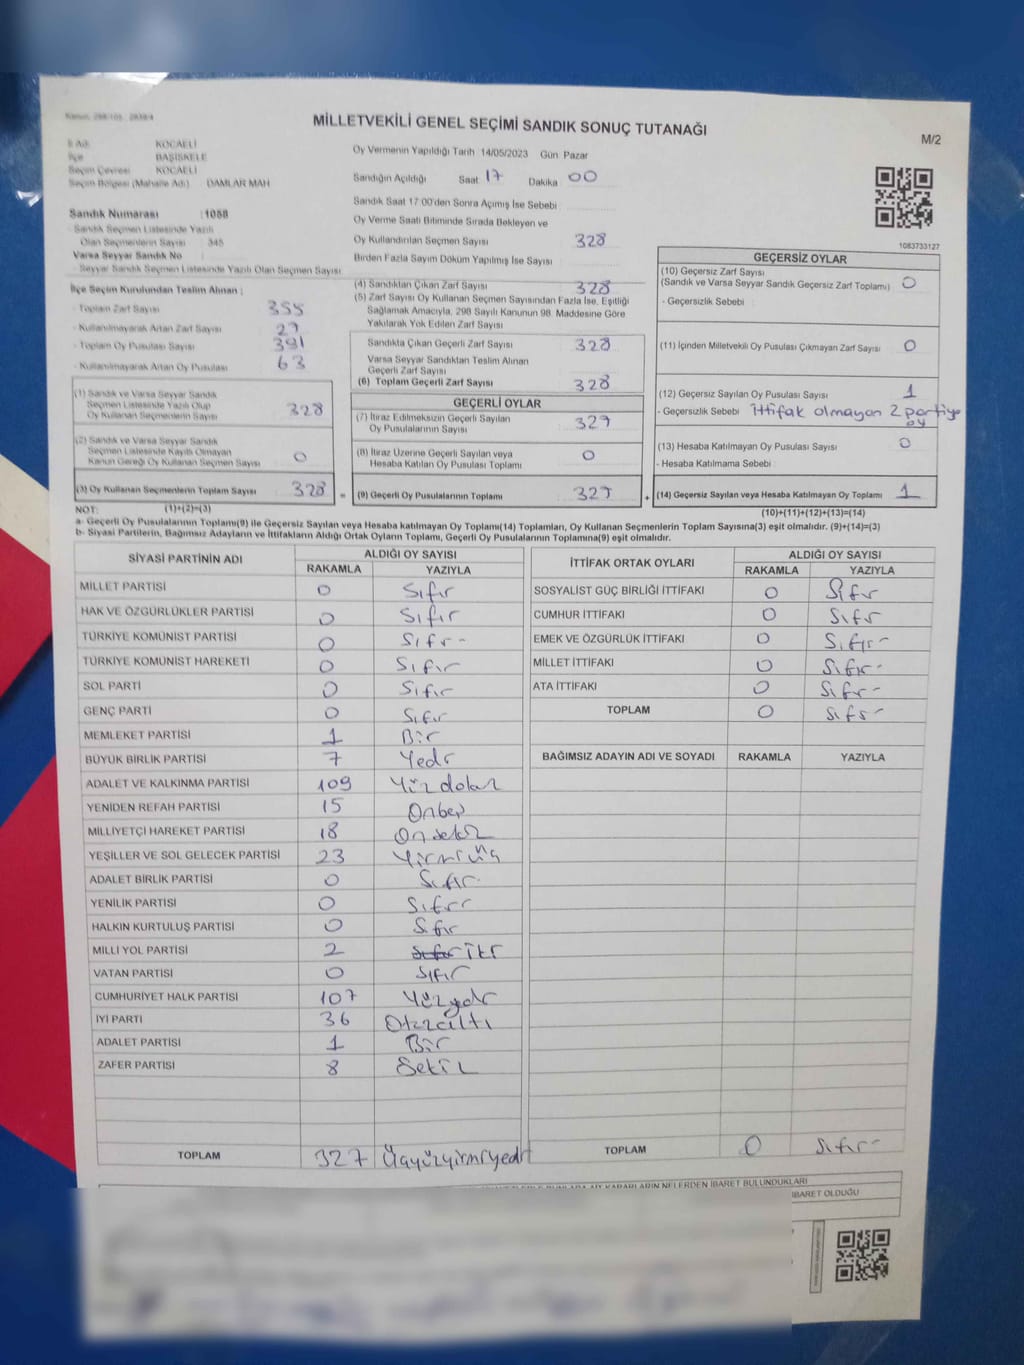 Kanun, 298/105 , 2839/4
MİLLETVEKİLİ GENEL SEÇİMİ SANDIK SONUÇ TUTANAĞI
M/2
İl Adı KOCAELİ
İlçe BAŞİSKELE
Seçim Çevresi KOCAELİ
Seçim Bölgesi (Mahalle Adı) DAMLAR MAH
Sandık Numarası : 1058
- Sandık Seçmen Listesinde Yazılı
Olan Seçmenlerin Sayısı 345
Varsa Seyyar Sandık No
- Seyyar Sandık Seçmen Listesinde Yazılı Olan Seçmen Sayısı
Oy Vermenin Yapıldığı Tarih 14/05/2023 Gün Pazar
Sandığın Açıldığı Saat 17 Dakika 00
Sandık Saat 17:00'den Sonra Açımış İse Sebebi
Oy Verme Saati Bitiminde Sırada Bekleyen ve
Oy Kullandırılan Seçmen Sayısı 328
Birden Fazla Sayım Döküm Yapılmış İse Sayısı
1083733127
İlçe Seçim Kurulundan Teslim Alınan ;
- Toplam Zarf Sayısı 355
- Kullanılmayarak Artan Zarf Sayısı 27
- Toplam Oy Pusulası Sayısı 391
- Kullanılmayarak Artan Oy Pusulası 63
(1) Sandık ve Varsa Seyyar Sandık
Seçmen Listesinde Yazılı Olup
Oy Kullanan Seçmenlerin Sayısı 328
(2) Sandık ve Varsa Seyyar Sandık
Seçmen Listesinde Kayıtlı Olmayan
Kanun Gereği Oy Kullanan Seçmen Sayısı 0
(3) Oy Kullanan Seçmenlerin Toplam Sayısı 328
(4) Sandıktan Çıkan Zarf Sayısı 328
(5) Zarf Sayısı Oy Kullanan Seçmen Sayısından Fazla İse, Eşitliği
Sağlamak Amacıyla, 298 Sayılı Kanunun 98. Maddesine Göre
Yakılarak Yok Edilen Zarf Sayısı
Sandıkta Çıkan Geçerli Zarf Sayısı 328
Varsa Seyyar Sandıktan Teslim Alınan
Geçerli Zarf Sayısı
(6) Toplam Geçerli Zarf Sayısı 328
GEÇERLİ OYLAR
(7) İtiraz Edilmeksizin Geçerli Sayılan
Oy Pusulalarının Sayısı 327
(8) İtiraz Üzerine Geçerli Sayılan veya
Hesaba Katılan Oy Pusulası Toplamı 0
= (9) Geçerli Oy Pusulalarının Toplamı 327
GEÇERSİZ OYLAR
(10) Geçersiz Zarf Sayısı
(Sandık ve Varsa Seyyar Sandık Geçersiz Zarf Toplamı) 0
- Geçersizlik Sebebi
(11) İçinden Milletvekili Oy Pusulası Çıkmayan Zarf Sayısı 0
(12) Geçersiz Sayılan Oy Pusulası Sayısı 1
- Geçersizlik Sebebi İttifak olmayan 2 partiye
oy
(13) Hesaba Katılmayan Oy Pusulası Sayısı 0
- Hesaba Katılmama Sebebi
+ (14) Geçersiz Sayılan veya Hesaba Katılmayan Oy Toplamı 1
NOT: (1)+(2)=(3)
(10)+(11)+(12)+(13)=(14)
a- Geçerli Oy Pusulalarının Toplamı(9) ile Geçersiz Sayılan veya Hesaba katılmayan Oy Toplamı(14) Toplamları, Oy Kullanan Seçmenlerin Toplam Sayısına(3) eşit olmalıdır. (9)+(14)=(3)
b- Siyasi Partilerin, Bağımsız Adayların ve İttifakların Aldığı Ortak Oyların Toplamı, Geçerli Oy Pusulalarının Toplamına(9) eşit olmalıdır.
SİYASİ PARTİNİN ADI ALDIĞI OY SAYISI
RAKAMLA YAZIYLA
MİLLET PARTİSİ 0 Sıfır
HAK VE ÖZGÜRLÜKLER PARTİSİ 0 Sıfır
TÜRKİYE KOMÜNİST PARTİSİ 0 Sıfır
TÜRKİYE KOMÜNİST HAREKETİ 0 Sıfır
SOL PARTİ 0 Sıfır
GENÇ PARTİ 0 Sıfır
MEMLEKET PARTİSİ 1 Bir
BÜYÜK BİRLİK PARTİSİ 7 Yedi
ADALET VE KALKINMA PARTİSİ 109 Yüz dokuz
YENİDEN REFAH PARTİSİ 15 Onbeş
MİLLİYETÇİ HAREKET PARTİSİ 18 Onsekiz
YEŞİLLER VE SOL GELECEK PARTİSİ 23 Yirmiüç
ADALET BİRLİK PARTİSİ 0 Sıfır
YENİLİK PARTİSİ 0 Sıfır
HALKIN KURTULUŞ PARTİSİ 0 Sıfır
MİLLİ YOL PARTİSİ 2 İki
VATAN PARTİSİ 0 Sıfır
CUMHURİYET HALK PARTİSİ 107 Yüzyedi
İYİ PARTİ 36 Otuzaltı
ADALET PARTİSİ 1 Bir
ZAFER PARTİSİ 8 Sekiz
TOPLAM 327 Üçyüzyirmiyedi
İTTİFAK ORTAK OYLARI ALDIĞI OY SAYISI
RAKAMLA YAZIYLA
SOSYALİST GÜÇ BİRLİĞİ İTTİFAKI 0 Sıfır
CUMHUR İTTİFAKI 0 Sıfır
EMEK VE ÖZGÜRLÜK İTTİFAKI 0 Sıfır
MİLLET İTTİFAKI 0 Sıfır
ATA İTTİFAKI 0 Sıfır
TOPLAM 0 Sıfır
BAĞIMSIZ ADAYIN ADI VE SOYADI RAKAMLA YAZIYLA
TOPLAM 0 Sıfır
KARARLARIN NELERDEN İBARET BULUNDUKLARI
İBARET OLDUĞU